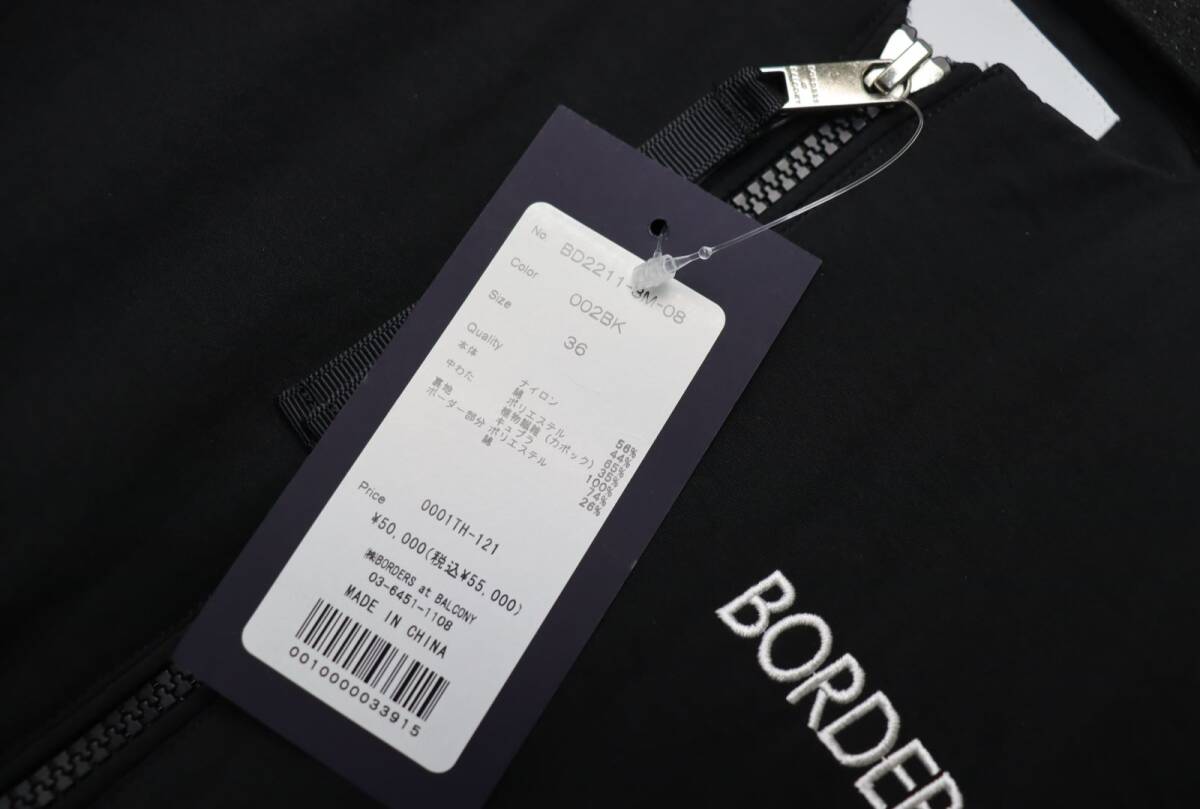 BORDERS
at
BALCONY
No. BD2211-SM-08
Color 002BK
Size 36
Quality
本体 ナイロン 56%
綿 44%
中わた ポリエステル 65%
植物繊維(カポック) 35%
裏地 キュプラ 100%
ボーダー部分 ポリエステル 74%
綿 26%
Price 0001TH-121
¥50,000(税込¥55,000)
㈱BORDERS at BALCONY
03-6451-1108
MADE IN CHINA
0010000033915
BORDER